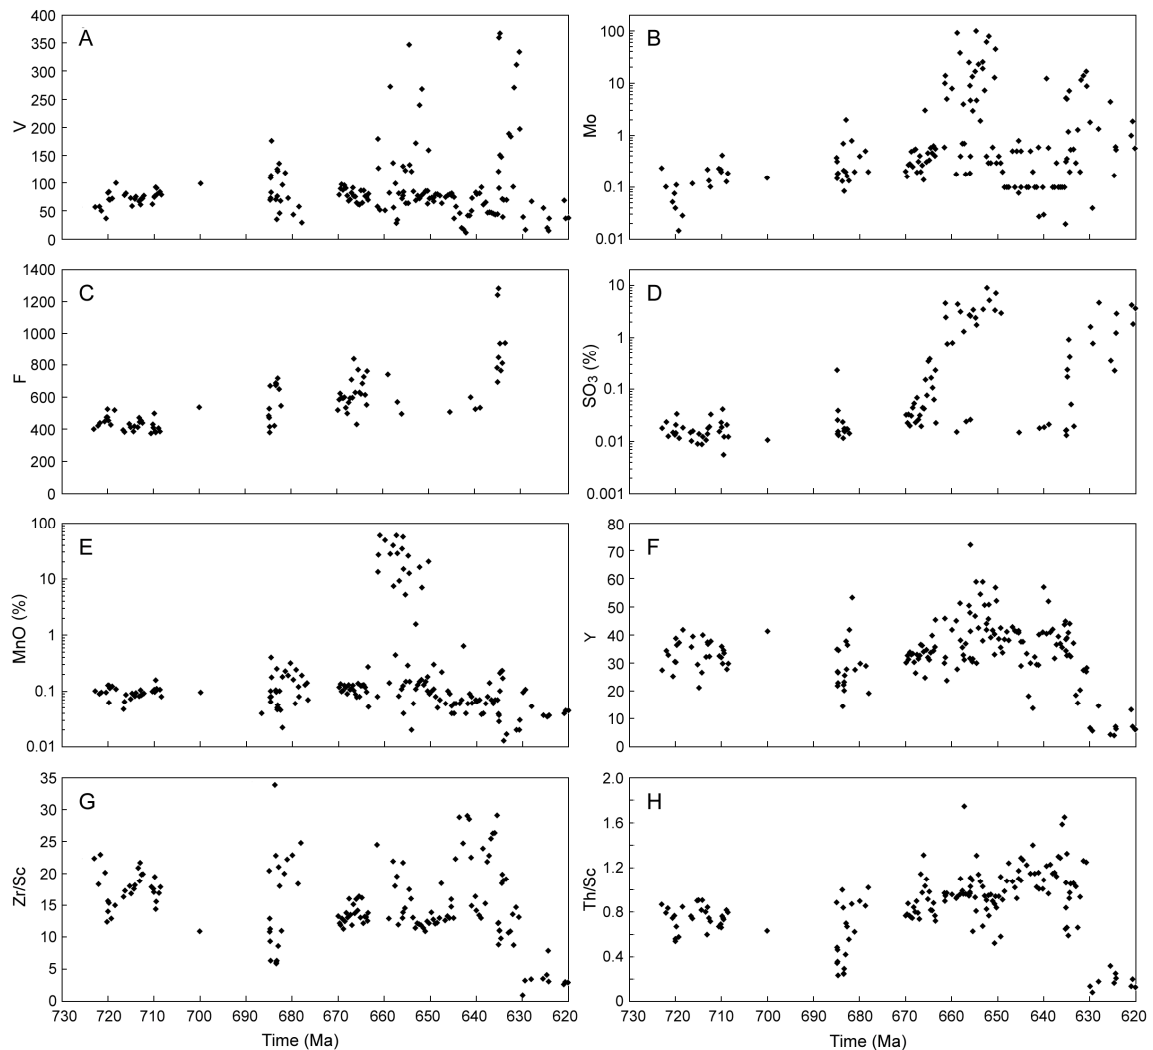 A
400
350
300
250
200
150
100
50
0
V
B
100
10
1
0.1
0.01
Mo
C
1400
1200
1000
800
600
400
200
0
F
D
10
1
0.1
0.01
0.001
SO3 (%)
E
100
10
1
0.1
0.01
MnO (%)
F
80
70
60
50
40
30
20
10
0
Y
G
35
30
25
20
15
10
5
0
Zr/Sc
730 720 710 700 690 680 670 660 650 640 630 620
Time (Ma)
H
2.0
1.6
1.2
0.8
0.4
0
Th/Sc
730 720 710 700 690 680 670 660 650 640 630 620
Time (Ma)